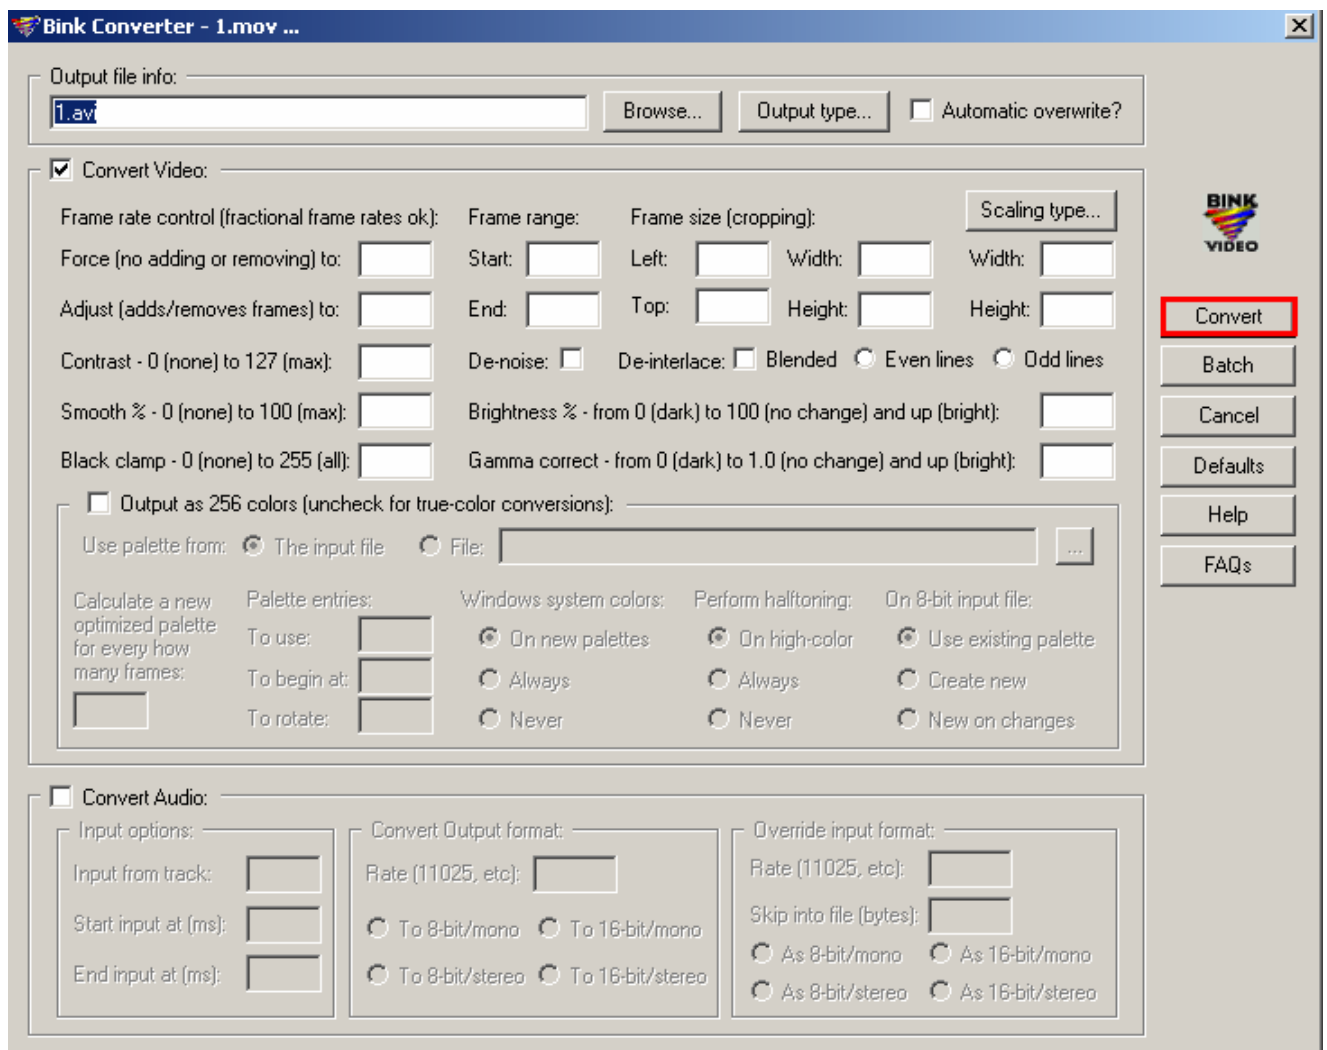 Bink Converter - 1.mov ...
Output file info:
1.avi Browse... Output type... Automatic overwrite?
Convert Video:
Scaling type...
Frame rate control (fractional frame rates ok): Frame range: Frame size (cropping):
Force (no adding or removing) to: Start: Left: Width: Width:
Adjust (adds/removes frames) to: End: Top: Height: Height:
Contrast - 0 (none) to 127 (max): De-noise: De-interlace: Blended Even lines Odd lines
Smooth % - 0 (none) to 100 (max): Brightness % - from 0 (dark) to 100 (no change) and up (bright):
Black clamp - 0 (none) to 255 (all): Gamma correct - from 0 (dark) to 1.0 (no change) and up (bright):
Output as 256 colors (uncheck for true-color conversions):
Use palette from: The input file File: ...
Calculate a new
optimized palette
for every how
many frames:
Palette entries:
To use:
To begin at:
To rotate:
Windows system colors:
On new palettes
Always
Never
Perform halftoning:
On high-color
Always
Never
On 8-bit input file:
Use existing palette
Create new
New on changes
Convert Audio:
Input options:
Input from track:
Start input at (ms):
End input at (ms):
Convert Output format:
Rate (11025, etc):
To 8-bit/mono To 16-bit/mono
To 8-bit/stereo To 16-bit/stereo
Override input format:
Rate (11025, etc):
Skip into file (bytes):
As 8-bit/mono As 16-bit/mono
As 8-bit/stereo As 16-bit/stereo
BINK
VIDEO
Convert
Batch
Cancel
Defaults
Help
FAQs